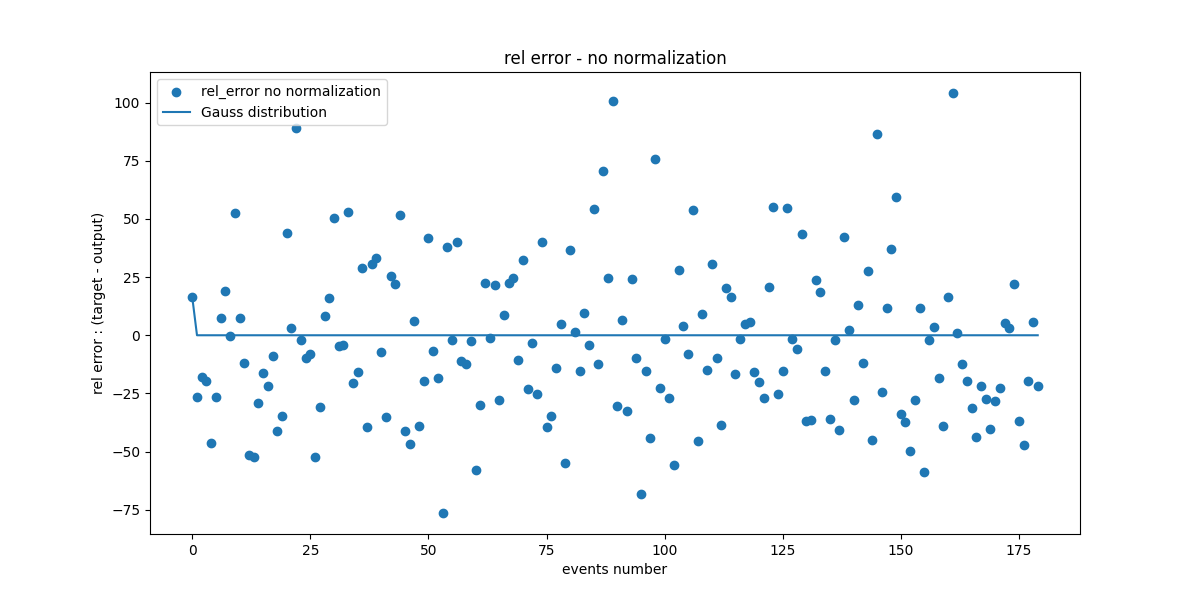 rel error - no normalization
rel_error no normalization
Gauss distribution
rel error : (target - output)
100
75
50
25
0
−25
−50
−75
0 25 50 75 100 125 150 175
events number